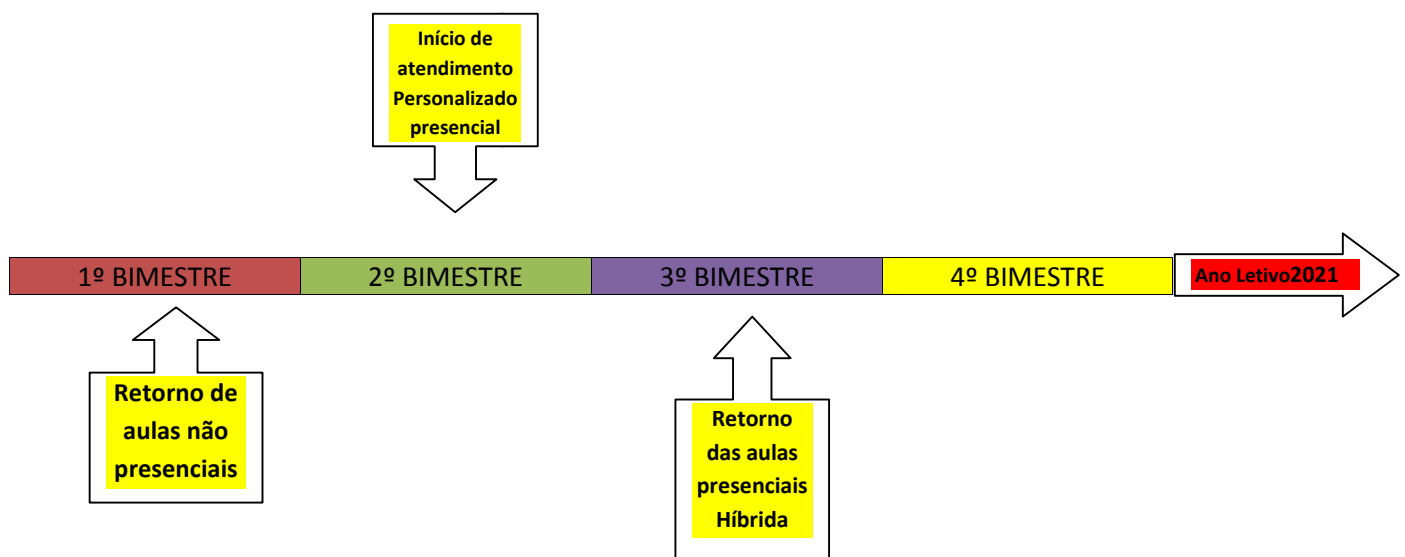 Início de
atendimento
Personalizado
presencial
1º BIMESTRE
2º BIMESTRE
3º BIMESTRE
4º BIMESTRE
Ano Letivo2021
Retorno de
aulas não
presenciais
Retorno
das aulas
presenciais
Híbrida